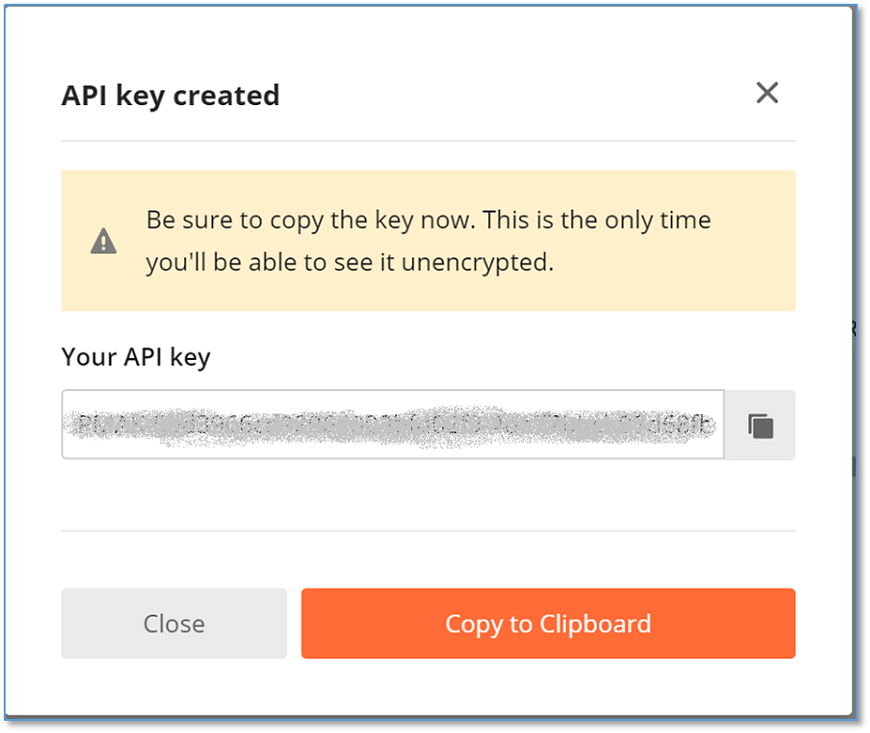 API key created
Be sure to copy the key now. This is the only time
you'll be able to see it unencrypted.
Your API key
Close
Copy to Clipboard